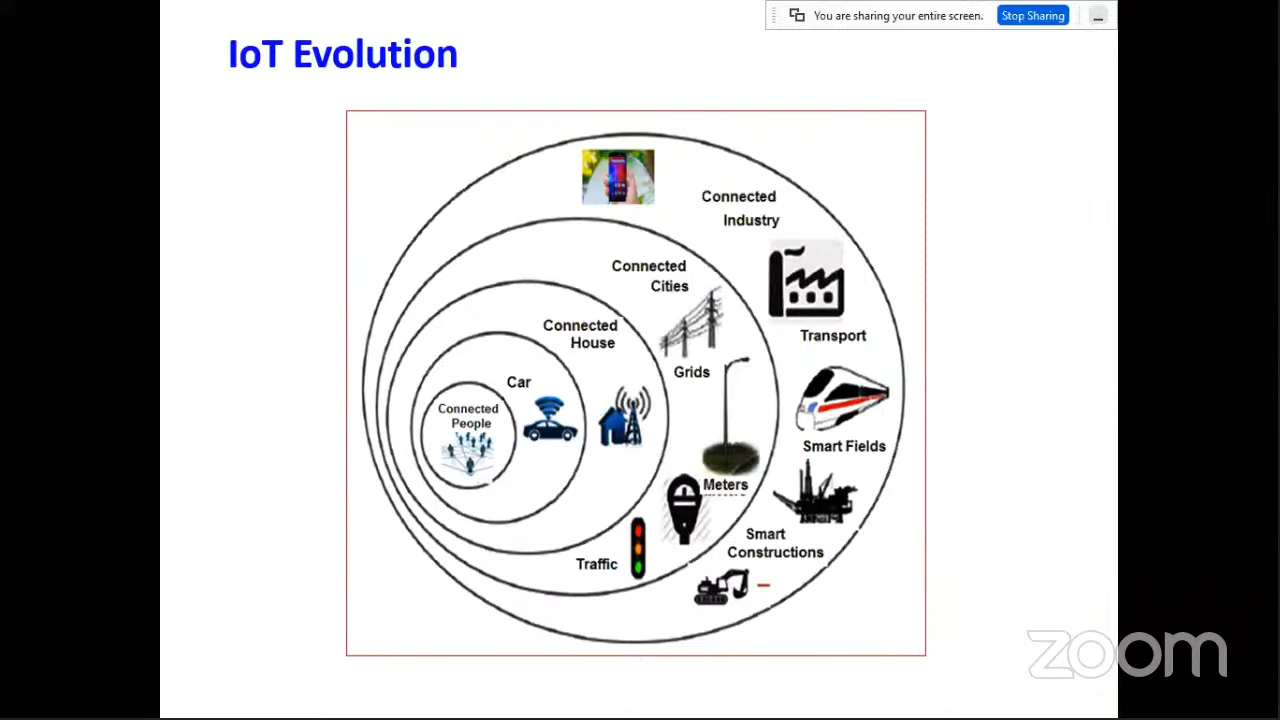 You are sharing your entire screen.
Stop Sharing
IoT Evolution
Connected
Industry
Connected
Cities
Connected
House
Transport
Grids
Car
Connected
People
Smart Fields
Meters
Smart
Constructions
Traffic
zoom